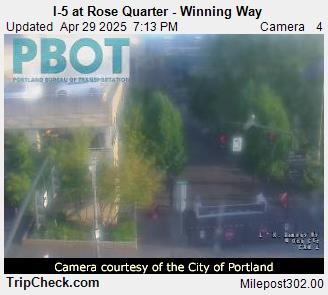 I-5 at Rose Quarter - Winning Way
Updated Apr 29 2025 7:13 PM Camera 4
PBOT
PORTLAND BUREAU OF TRANSPORTATION
Camera courtesy of the City of Portland
TripCheck.com Milepost302.00